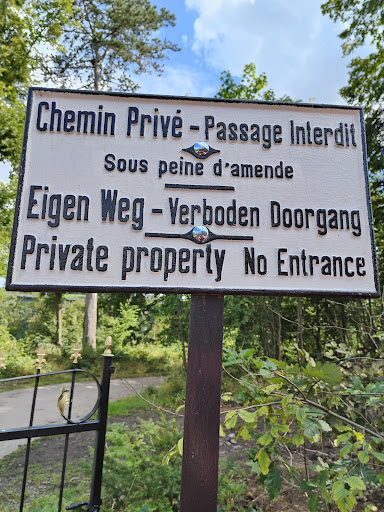 Chemin Privé - Passage Interdit
Sous peine d'amende
Eigen Weg - Verboden Doorgang
Private property No Entrance